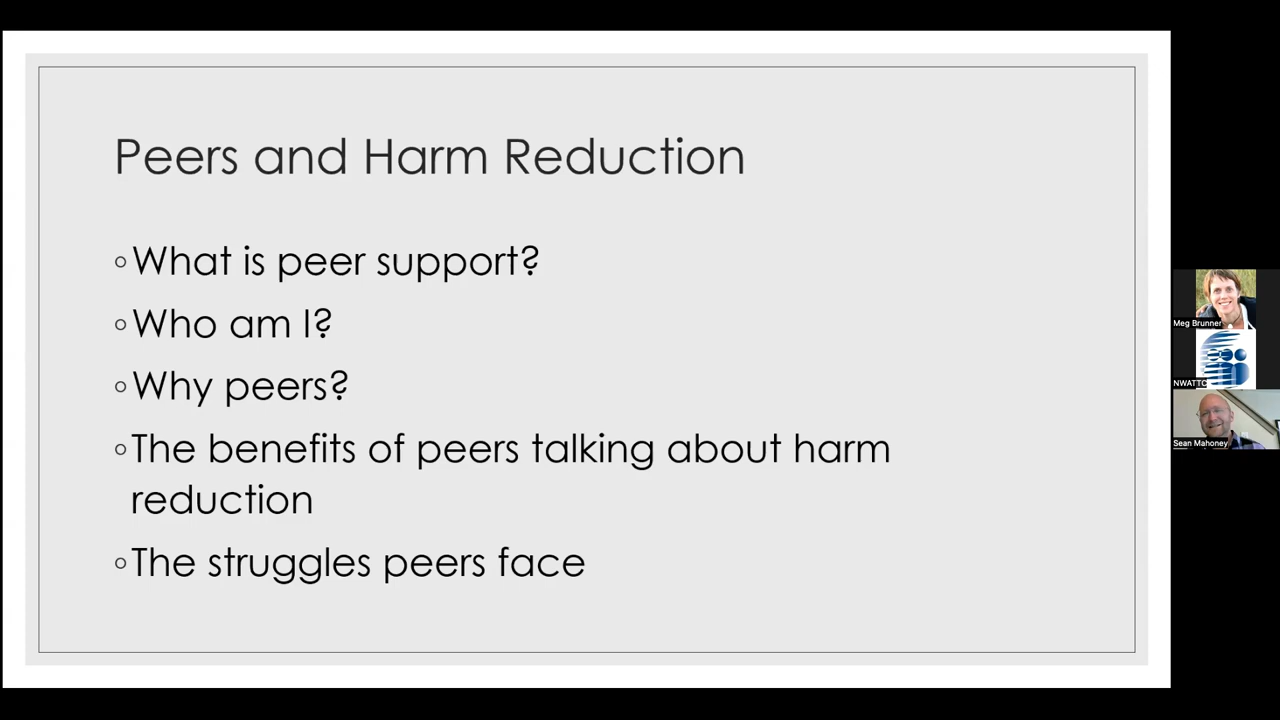 Peers and Harm Reduction
◦What is peer support?
◦Who am I?
◦Why peers?
◦The benefits of peers talking about harm
reduction
◦The struggles peers face
Meg Brunner
NWATTC
Sean Mahoney